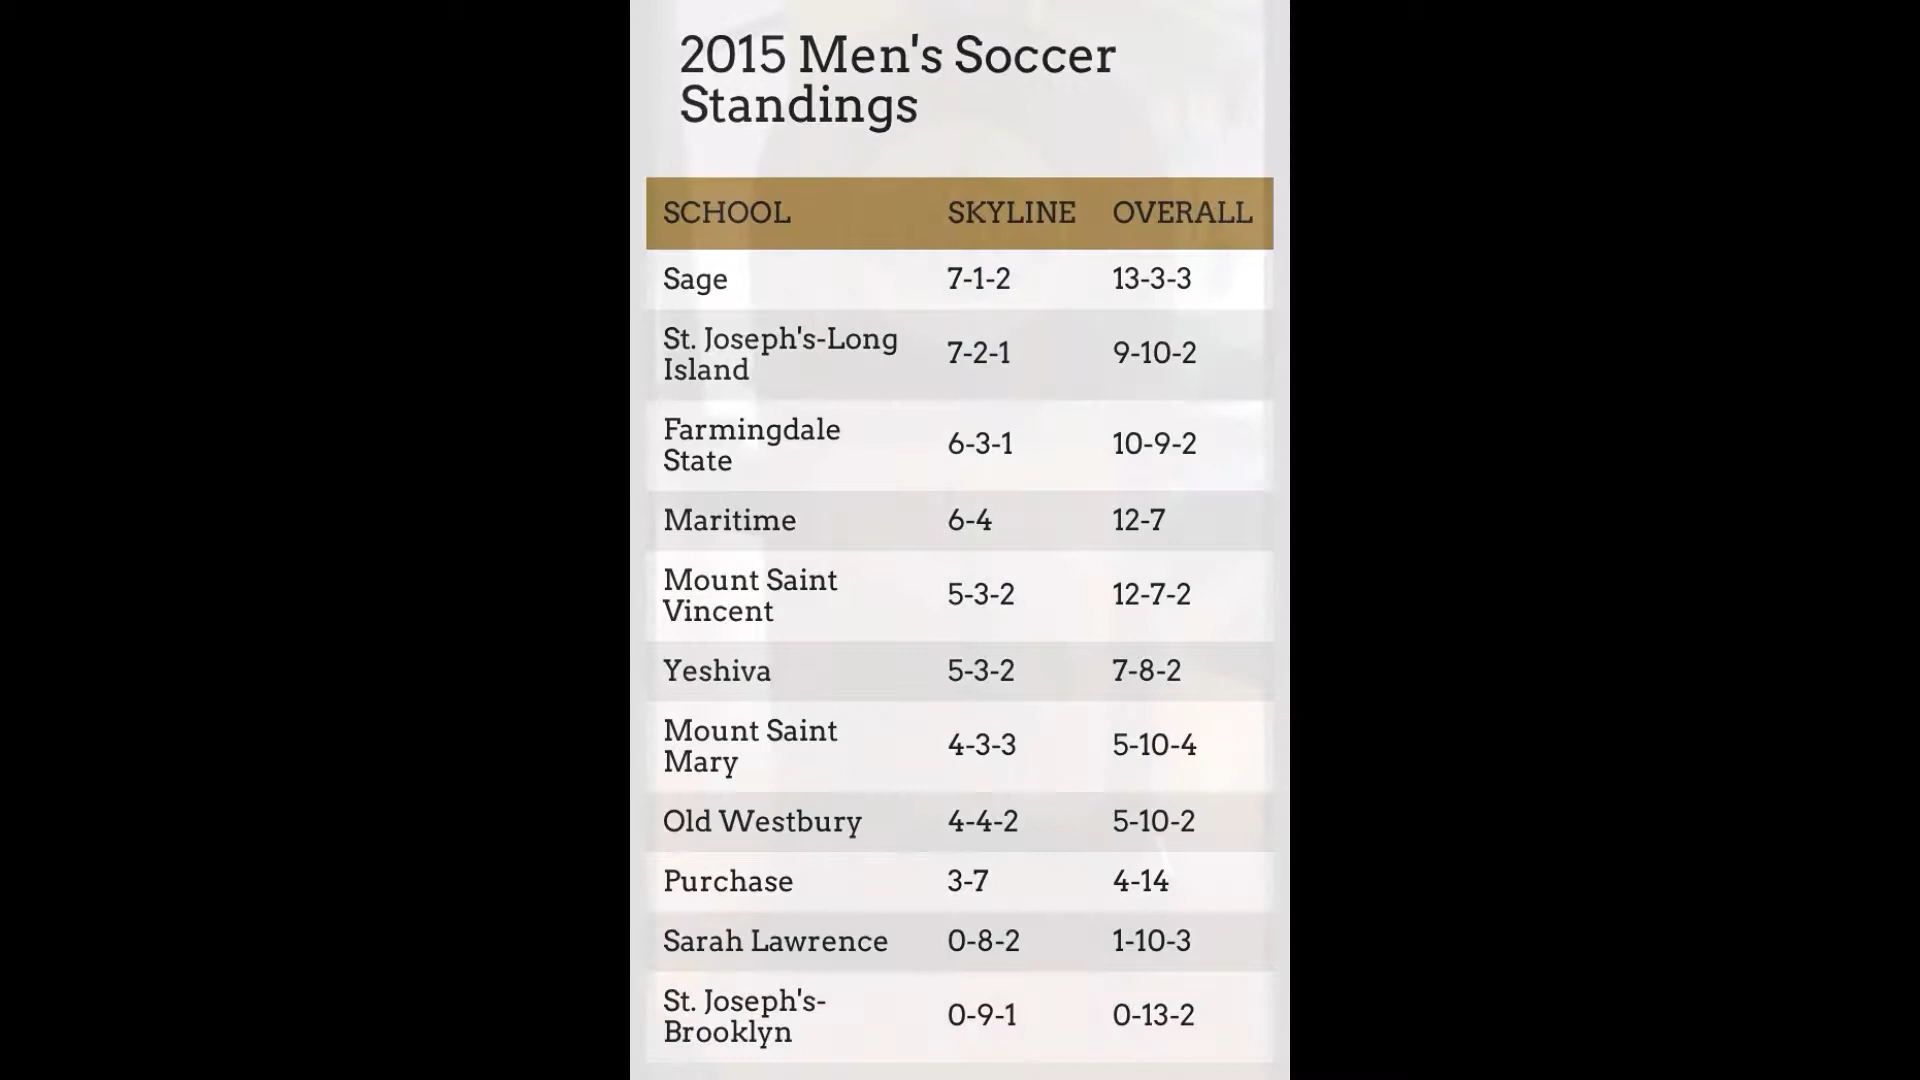 2015 Men's Soccer
Standings
SCHOOL SKYLINE OVERALL
Sage 7-1-2 13-3-3
St. Joseph's-Long
Island 7-2-1 9-10-2
Farmingdale
State 6-3-1 10-9-2
Maritime 6-4 12-7
Mount Saint
Vincent 5-3-2 12-7-2
Yeshiva 5-3-2 7-8-2
Mount Saint
Mary 4-3-3 5-10-4
Old Westbury 4-4-2 5-10-2
Purchase 3-7 4-14
Sarah Lawrence 0-8-2 1-10-3
St. Joseph's-
Brooklyn 0-9-1 0-13-2